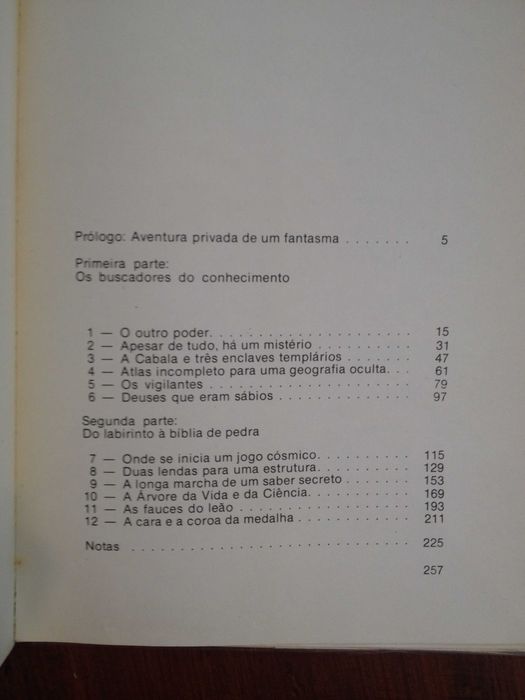 Prólogo: Aventura privada de um fantasma . . . . . . . 5
Primeira parte:
Os buscadores do conhecimento
1 — O outro poder. . . . . . . . . . . . . . . . . . . . 15
2 — Apesar de tudo, há um mistério . . . . . . . . . . 31
3 — A Cabala e três enclaves templários . . . . . . . 47
4 — Atlas incompleto para uma geografia oculta. . . 61
5 — Os vigilantes . . . . . . . . . . . . . . . . . . . . 79
6 — Deuses que eram sábios . . . . . . . . . . . . . 97
Segunda parte:
Do labirinto à bíblia de pedra
7 — Onde se inicia um jogo cósmico. . . . . . . . . . 115
8 — Duas lendas para uma estrutura. . . . . . . . . . 129
9 — A longa marcha de um saber secreto . . . . . . . 153
10 — A Árvore da Vida e da Ciência. . . . . . . . . . . 169
11 — As fauces do leão . . . . . . . . . . . . . . . . . 193
12 — A cara e a coroa da medalha . . . . . . . . . . . 211
Notas . . . . . . . . . . . . . . . . . . . . . . . . . . . 225
257